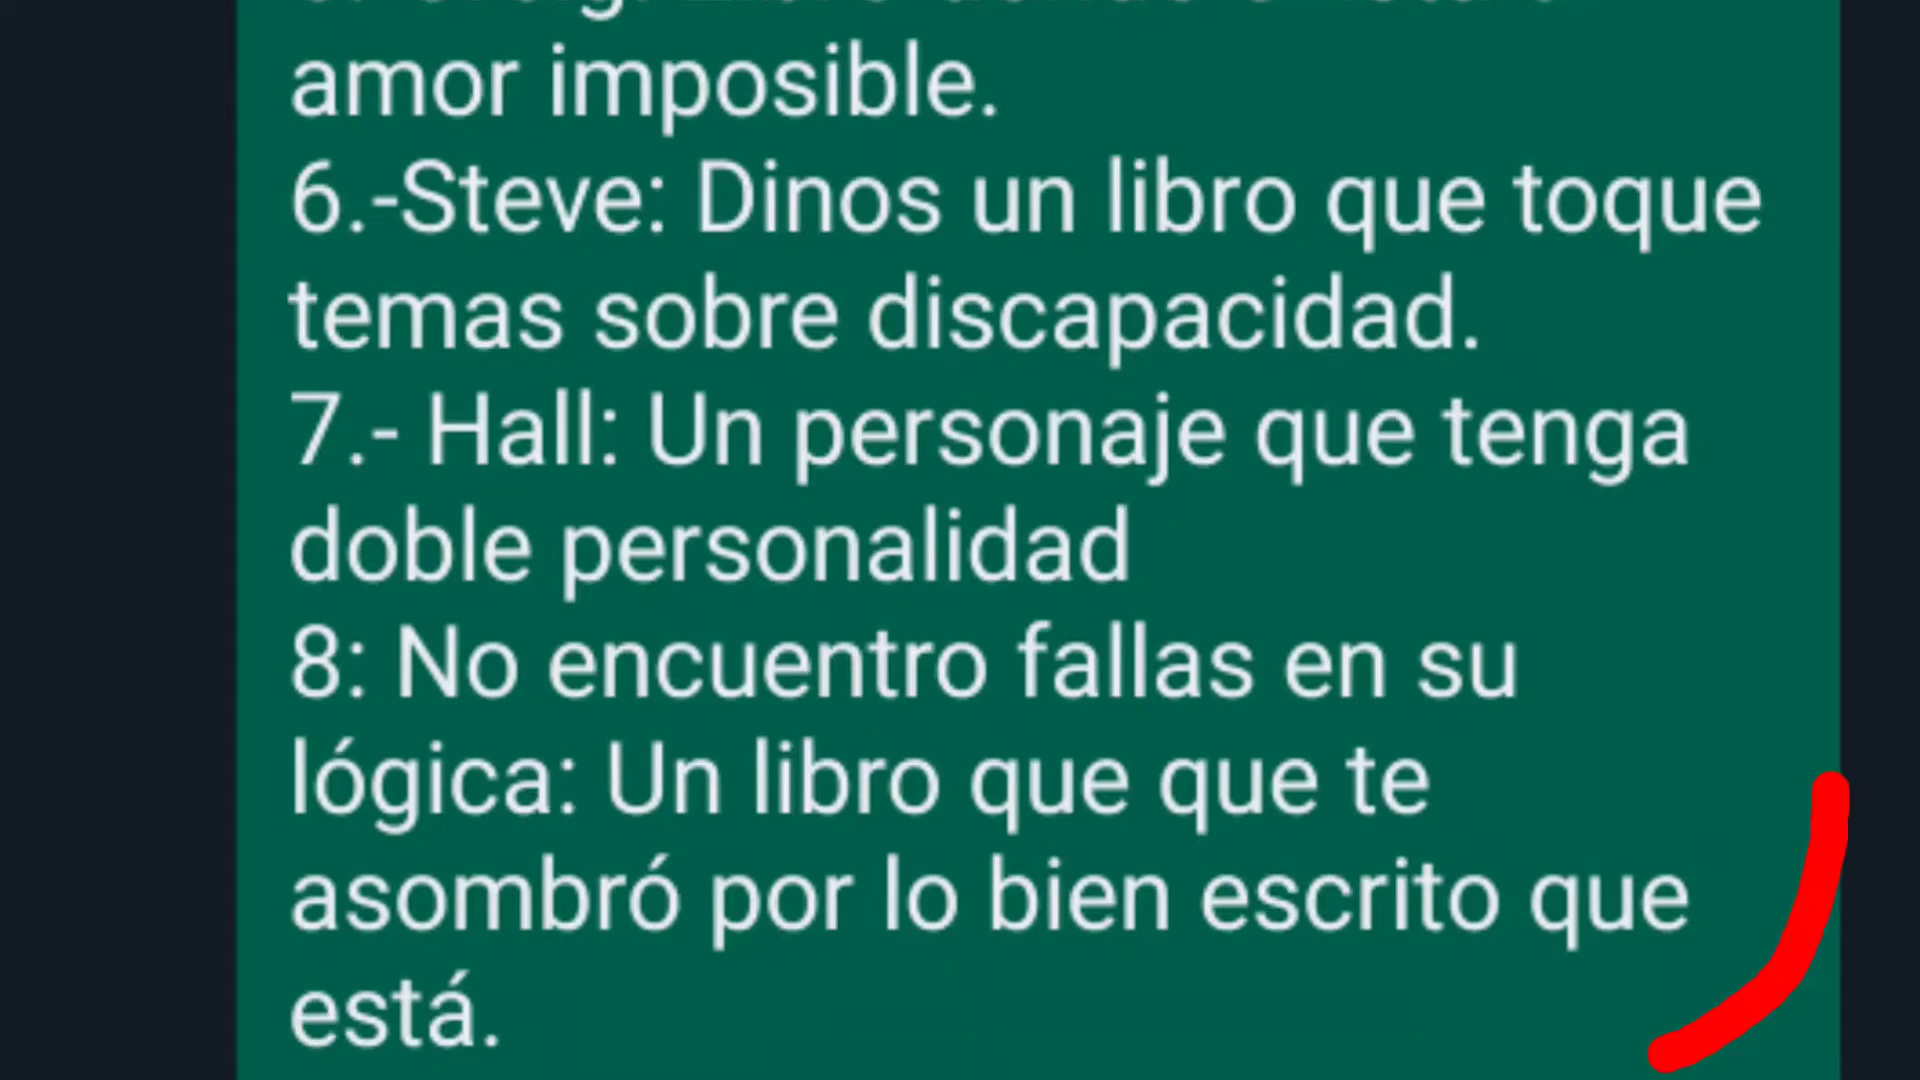 amor imposible.
6.-Steve: Dinos un libro que toque
temas sobre discapacidad.
7.- Hall: Un personaje que tenga
doble personalidad
8: No encuentro fallas en su
lógica: Un libro que que te
asombró por lo bien escrito que
está.